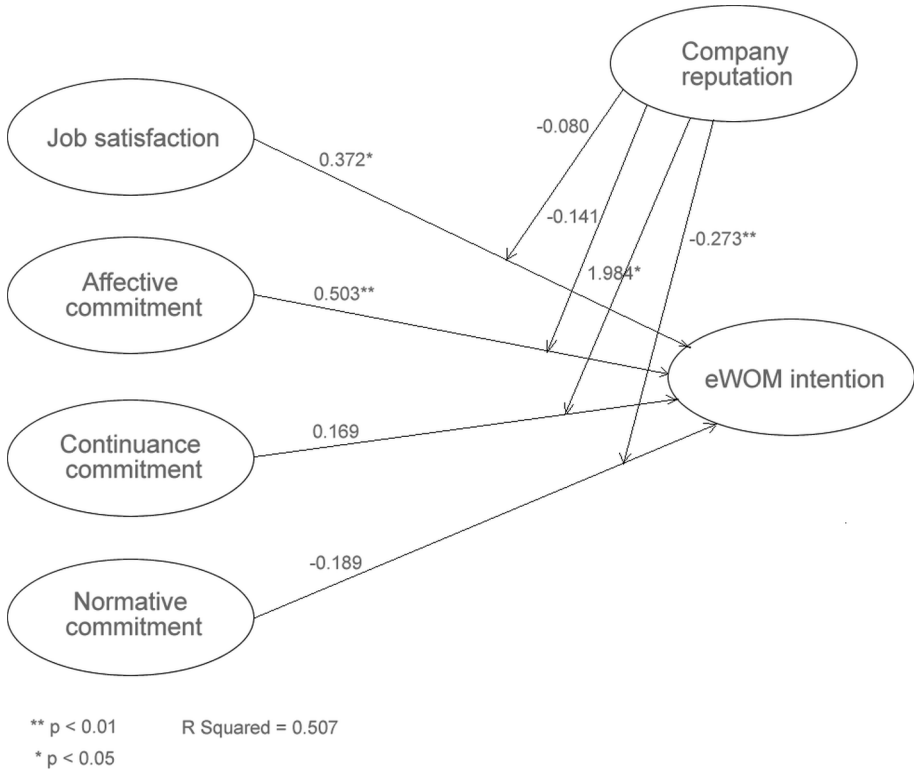 Company
reputation
Job satisfaction
-0.080
0.372*
-0.141
-0.273**
Affective
commitment
1.984*
0.503**
eWOM intention
Continuance
commitment
0.169
-0.189
Normative
commitment
** p < 0.01 R Squared = 0.507
* p < 0.05